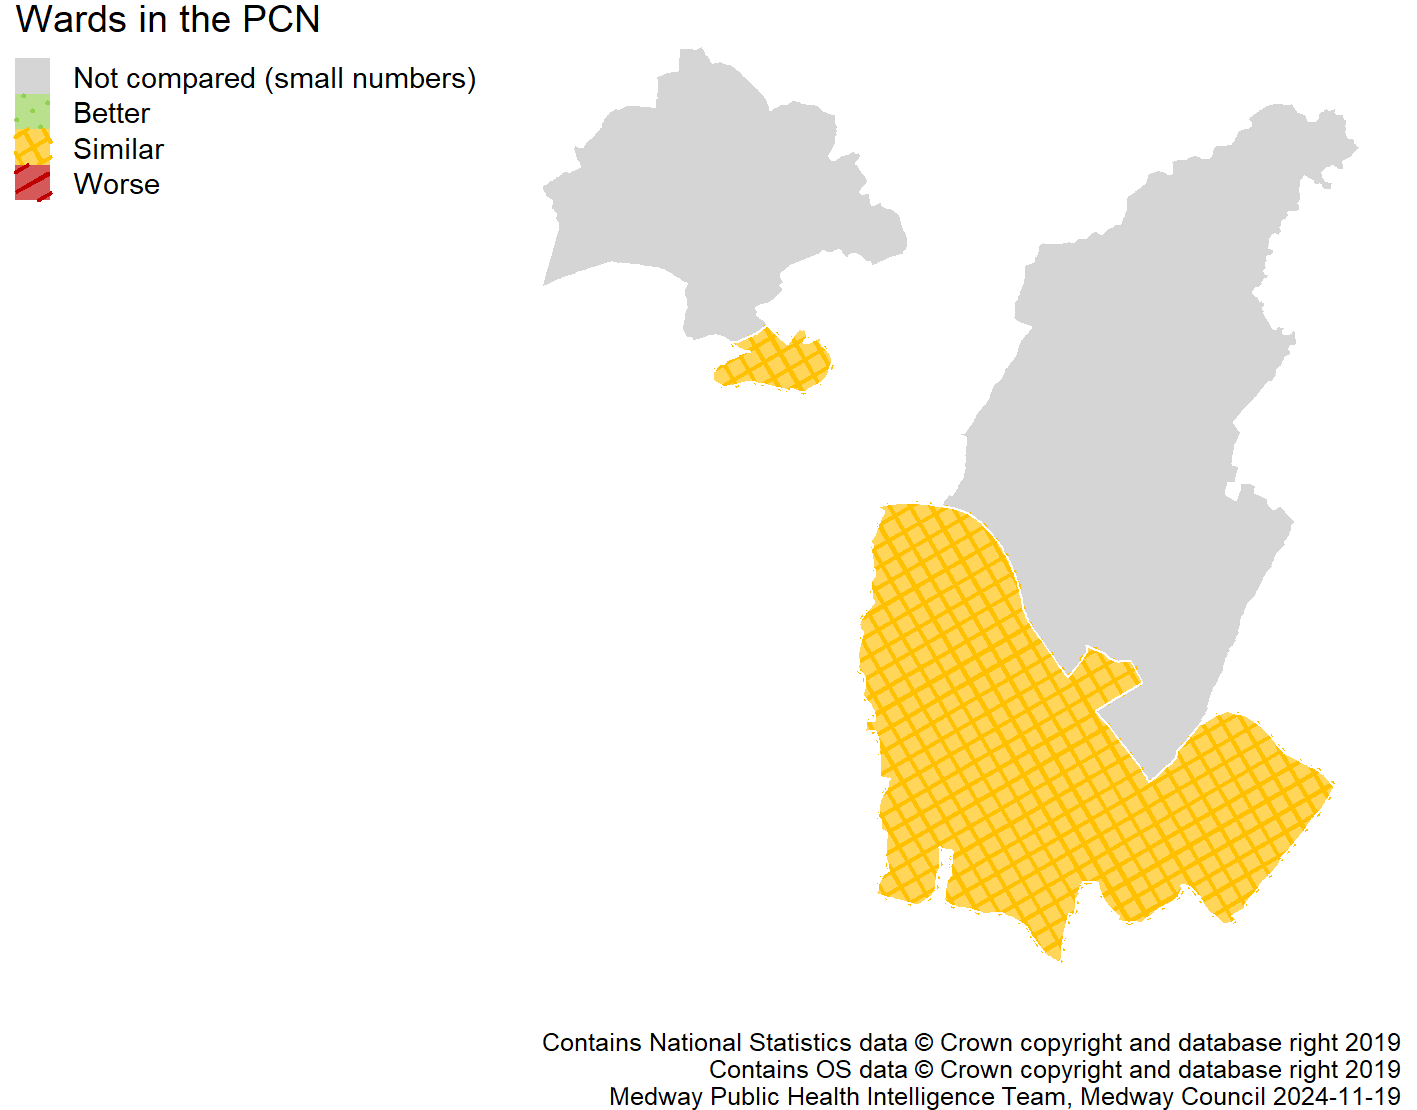 Wards in the PCN
Not compared (small numbers)
Better
Similar
Worse
Contains National Statistics data © Crown copyright and database right 2019
Contains OS data © Crown copyright and database right 2019
Medway Public Health Intelligence Team, Medway Council 2024-11-19